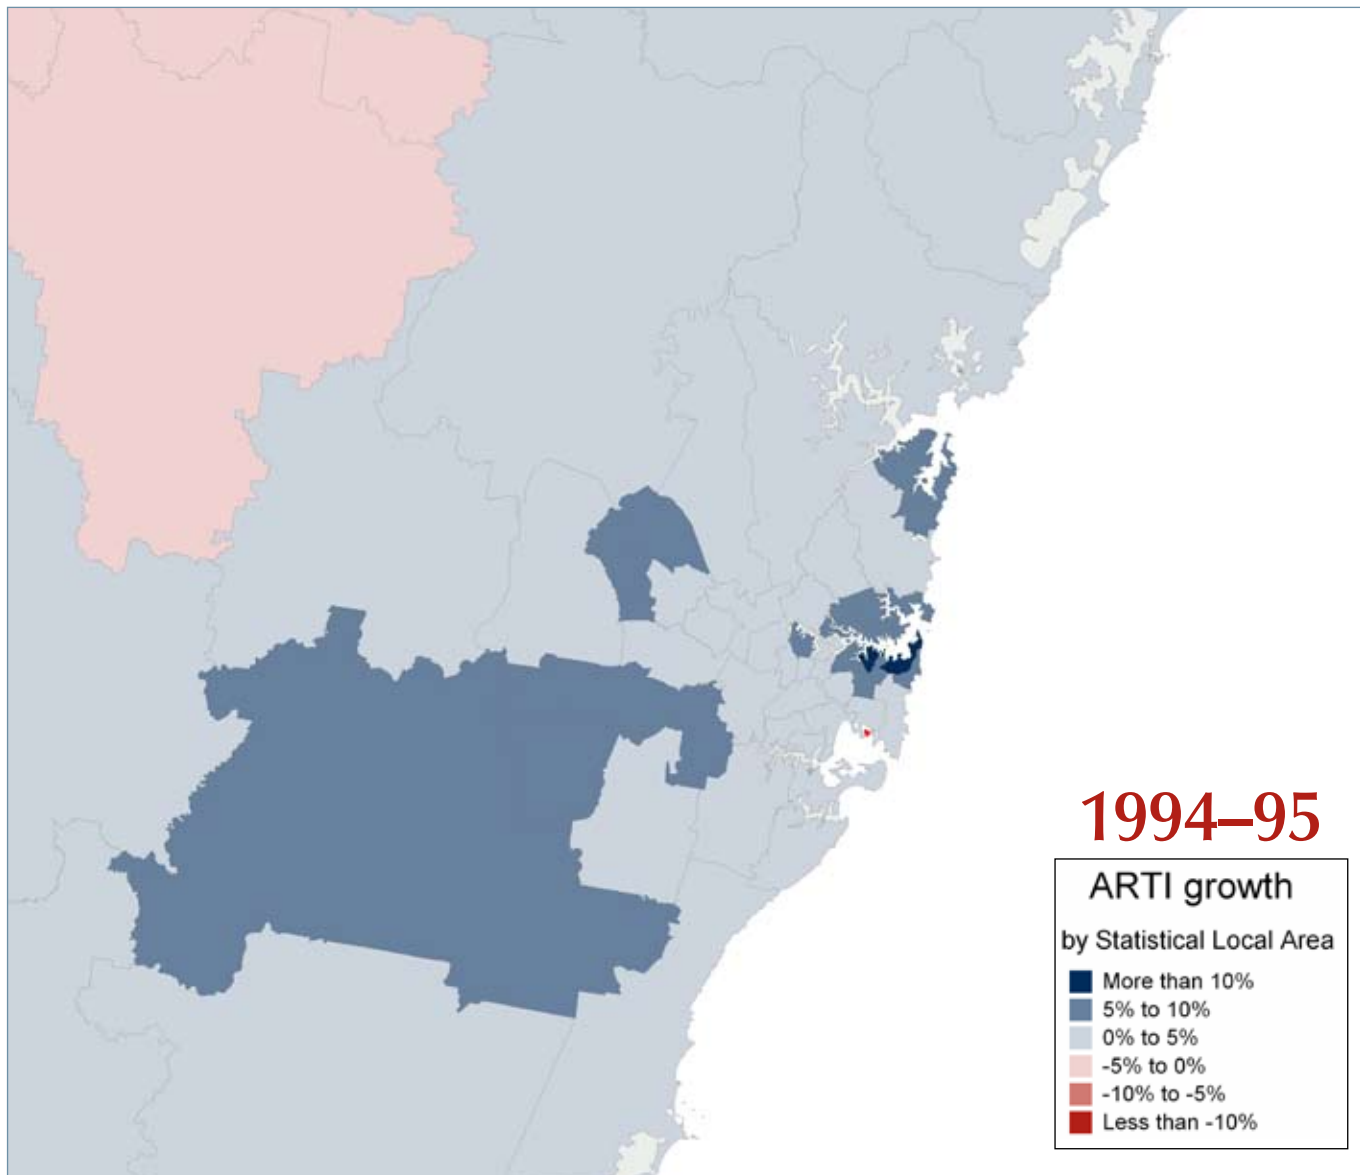 1994–95
ARTI growth
by Statistical Local Area
More than 10%
5% to 10%
0% to 5%
-5% to 0%
-10% to -5%
Less than -10%